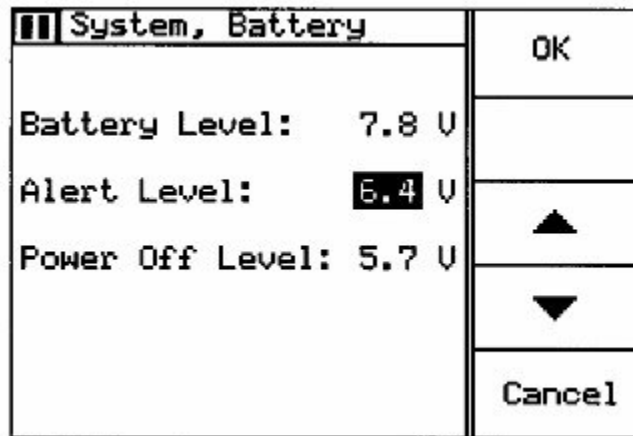 System, Battery
Battery Level: 7.8 V
Alert Level: 6.4 V
Power Off Level: 5.7 V
OK
Cancel